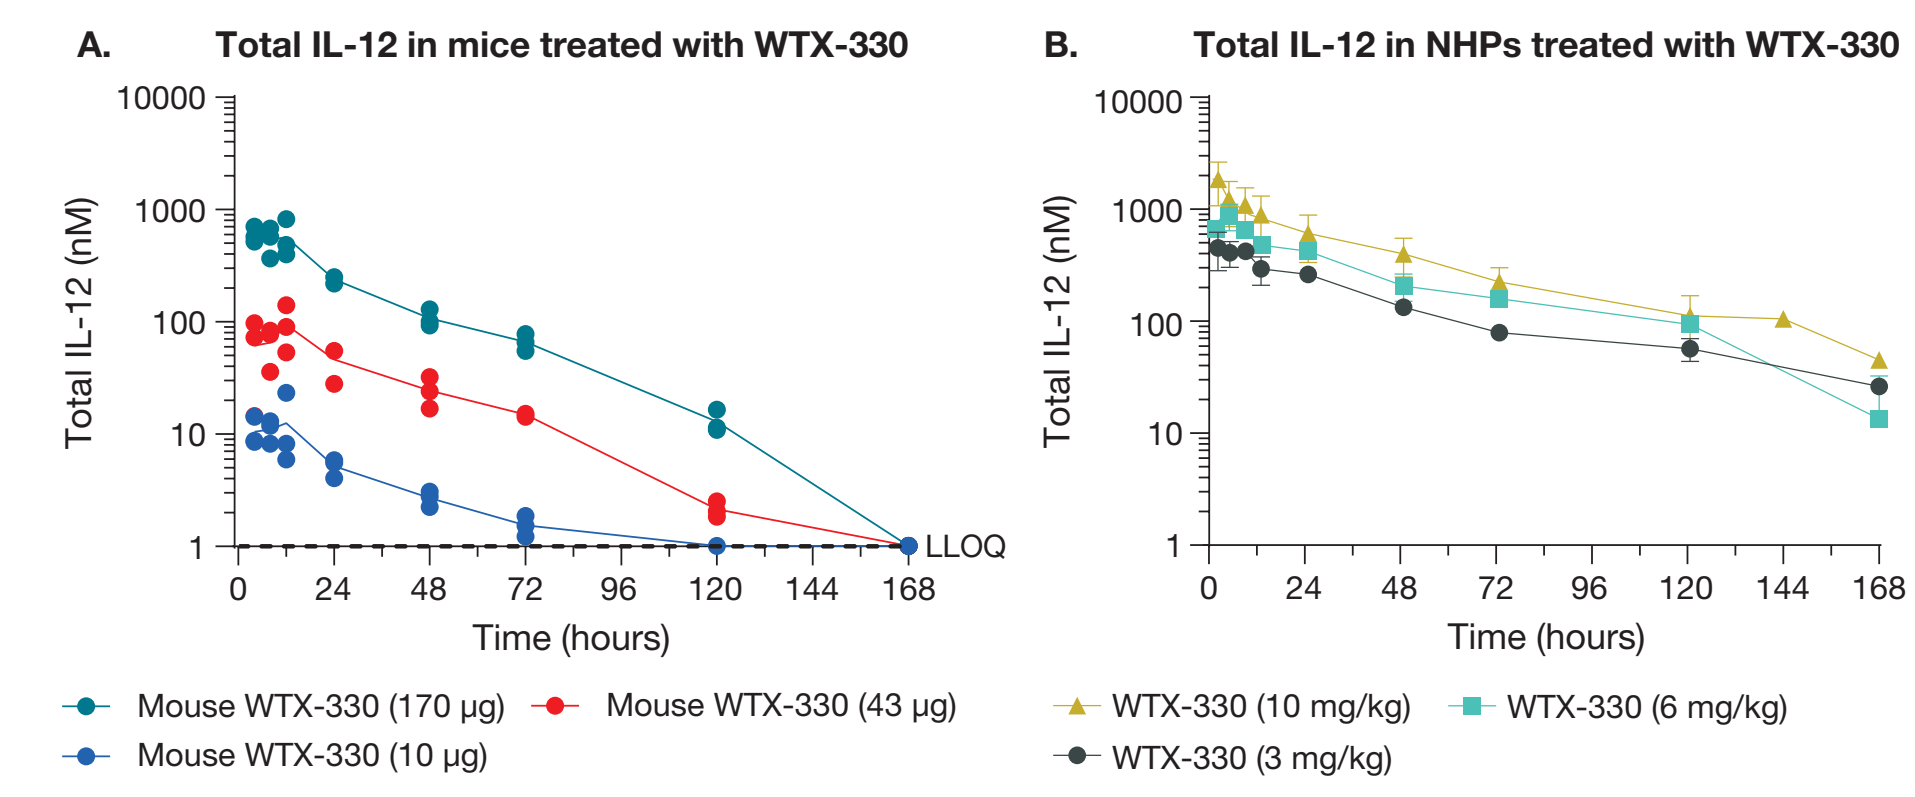 A. Total IL-12 in mice treated with WTX-330
Total IL-12 (nM)
10000
1000
100
10
1
LLOQ
0 24 48 72 96 120 144 168
Time (hours)
Mouse WTX-330 (170 µg) Mouse WTX-330 (43 µg)
Mouse WTX-330 (10 µg)
B. Total IL-12 in NHPs treated with WTX-330
Total IL-12 (nM)
10000
1000
100
10
1
0 24 48 72 96 120 144 168
Time (hours)
WTX-330 (10 mg/kg) WTX-330 (6 mg/kg)
WTX-330 (3 mg/kg)